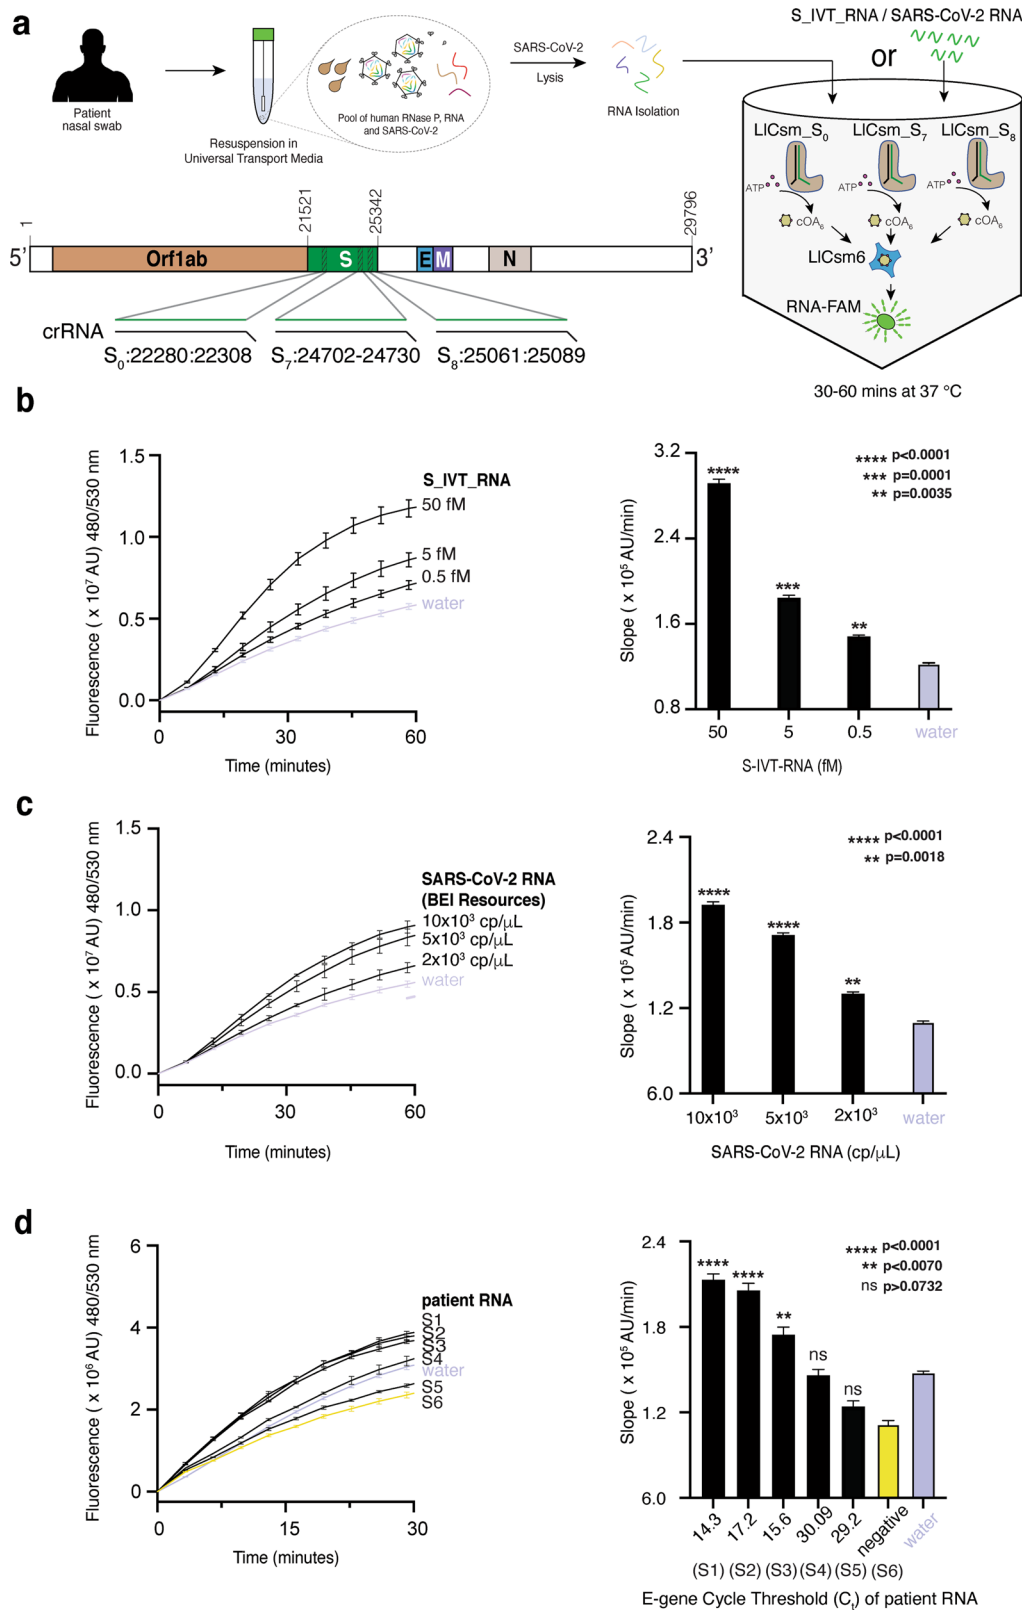 a
S_IVT_RNA / SARS-CoV-2 RNA
or
Patient
nasal swab
Resuspension in
Universal Transport Media
Pool of human RNase P, RNA
and SARS-CoV-2
SARS-CoV-2
Lysis
RNA Isolation
LlCsm_S0 LlCsm_S7 LlCsm_S8
ATP ATP ATP
cOA6 cOA6 cOA6
LlCsm6
RNA-FAM
30-60 mins at 37 °C
1 21521 25342 29796
5' Orf1ab S E M N 3'
crRNA
S0:22280:22308 S7:24702-24730 S8:25061:25089
b
Fluorescence ( x 10⁷ AU) 480/530 nm
1.5
1.0
0.5
0.0
0 30 60
Time (minutes)
S_IVT_RNA
50 fM
5 fM
0.5 fM
water
Slope ( x 10⁵ AU/min)
3.2
2.4
1.6
0.8
**** p<0.0001
*** p=0.0001
** p=0.0035
****
***
**
50 5 0.5 water
S-IVT-RNA (fM)
c
Fluorescence ( x 10⁷ AU) 480/530 nm
1.5
1.0
0.5
0.0
0 30 60
Time (minutes)
SARS-CoV-2 RNA
(BEI Resources)
10x10³ cp/μL
5x10³ cp/μL
2x10³ cp/μL
water
Slope ( x 10⁵ AU/min)
2.4
1.8
1.2
6.0
**** p<0.0001
** p=0.0018
****
****
**
10x10³ 5x10³ 2x10³ water
SARS-CoV-2 RNA (cp/μL)
d
Fluorescence ( x 10⁶ AU) 480/530 nm
6
4
2
0
0 15 30
Time (minutes)
patient RNA
S1
S2
S3
S4
water
S5
S6
Slope ( x 10⁵ AU/min)
2.4
1.8
1.2
6.0
**** p<0.0001
** p<0.0070
ns p>0.0732
****
****
**
ns
ns
14.3 17.2 15.6 30.09 29.2 negative water
(S1) (S2) (S3) (S4) (S5) (S6)
E-gene Cycle Threshold (Ct) of patient RNA